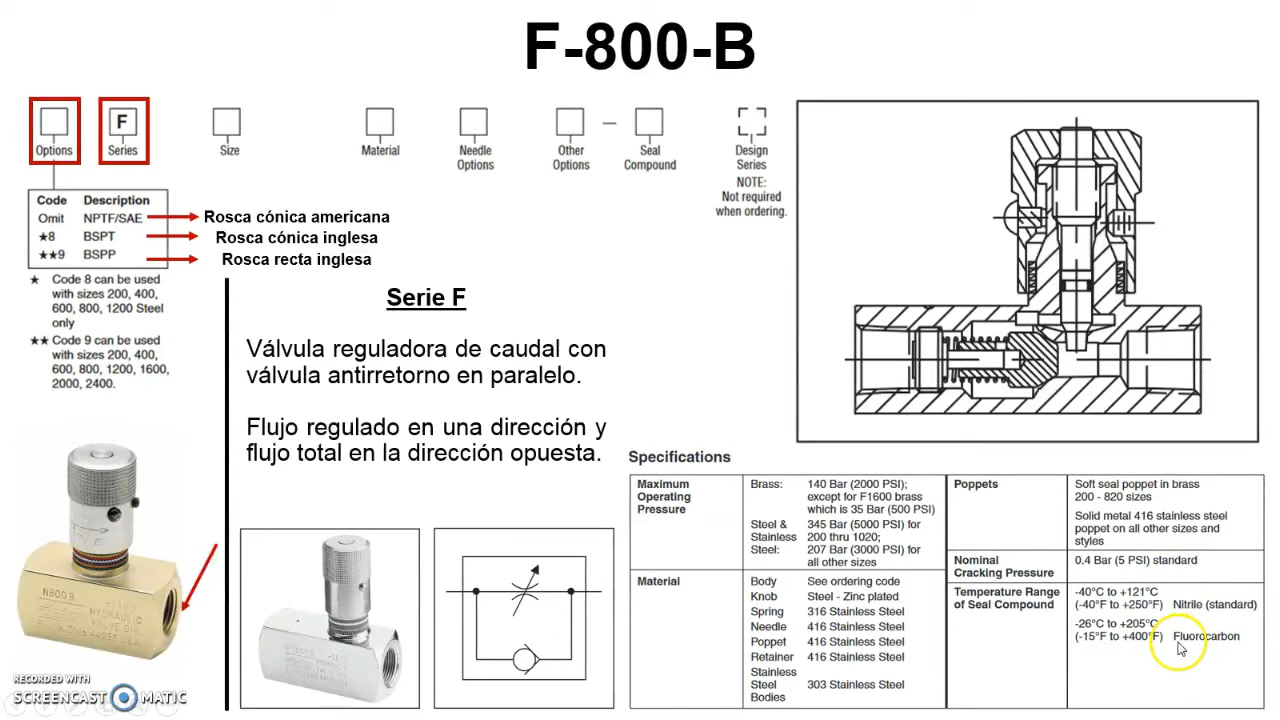 F-800-B
F
Options
Series
Size
Material
Needle
Options
Other
Options
—
Seal
Compound
Design
Series
NOTE:
Not required
when ordering.
Code Description
Omit NPTF/SAE
★8 BSPT
★★9 BSPP
Rosca cónica americana
Rosca cónica inglesa
Rosca recta inglesa
★ Code 8 can be used
with sizes 200, 400,
600, 800, 1200 Steel
only
★★ Code 9 can be used
with sizes 200, 400,
600, 800, 1200, 1600,
2000, 2400.
Serie F
Válvula reguladora de caudal con
válvula antirretorno en paralelo.
Flujo regulado en una dirección y
flujo total en la dirección opuesta.
N800B
HYDRAULIC
VALVE DIV.
Specifications
Maximum
Operating
Pressure
Brass: 140 Bar (2000 PSI);
except for F1600 brass
which is 35 Bar (500 PSI)
Steel & 345 Bar (5000 PSI) for
Stainless 200 thru 1020;
Steel: 207 Bar (3000 PSI) for
all other sizes
Material
Body See ordering code
Knob Steel - Zinc plated
Spring 316 Stainless Steel
Needle 416 Stainless Steel
Poppet 416 Stainless Steel
Retainer 416 Stainless Steel
Stainless
Steel 303 Stainless Steel
Bodies
Poppets
Soft seal poppet in brass
200 - 820 sizes
Solid metal 416 stainless steel
poppet on all other sizes and
styles
Nominal
Cracking Pressure
0.4 Bar (5 PSI) standard
Temperature Range
of Seal Compound
-40°C to +121°C
(-40°F to +250°F) Nitrile (standard)
-26°C to +205°C
(-15°F to +400°F) Fluorocarbon
RECORDED WITH
SCREENCAST MATIC